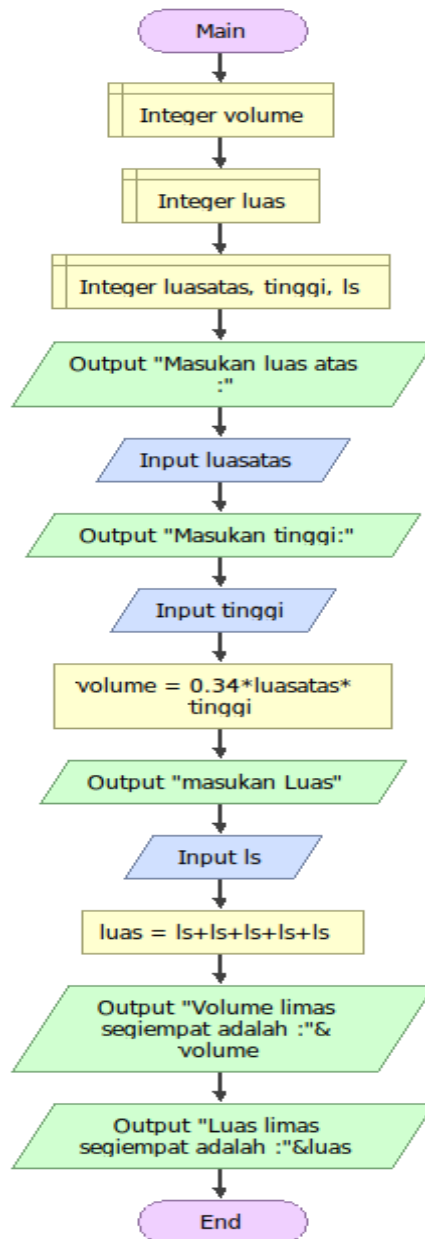 Main
Integer volume
Integer luas
Integer luasatas, tinggi, ls
Output "Masukan luas atas
:"
Input luasatas
Output "Masukan tinggi:"
Input tinggi
volume = 0.34*luasatas*
tinggi
Output "masukan Luas"
Input ls
luas = ls+ls+ls+ls+ls
Output "Volume limas
segiempat adalah :"&
volume
Output "Luas limas
segiempat adalah :"&luas
End